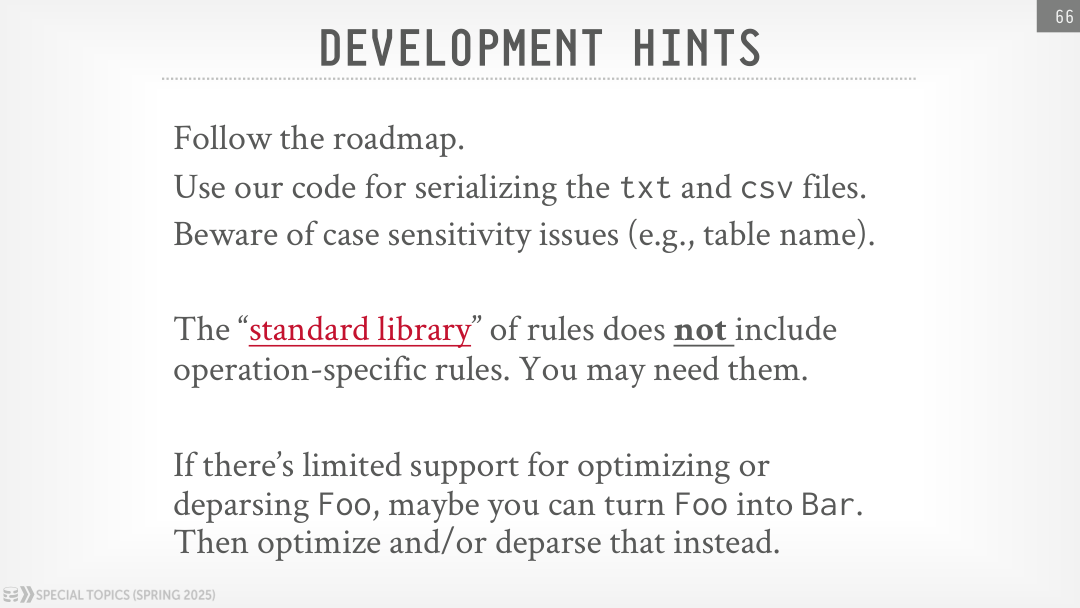 66
DEVELOPMENT HINTS
Follow the roadmap.
Use our code for serializing the txt and csv files.
Beware of case sensitivity issues (e.g., table name).
The “standard library” of rules does not include
operation-specific rules. You may need them.
If there’s limited support for optimizing or
deparsing Foo, maybe you can turn Foo into Bar.
Then optimize and/or deparse that instead.
SPECIAL TOPICS (SPRING 2025)